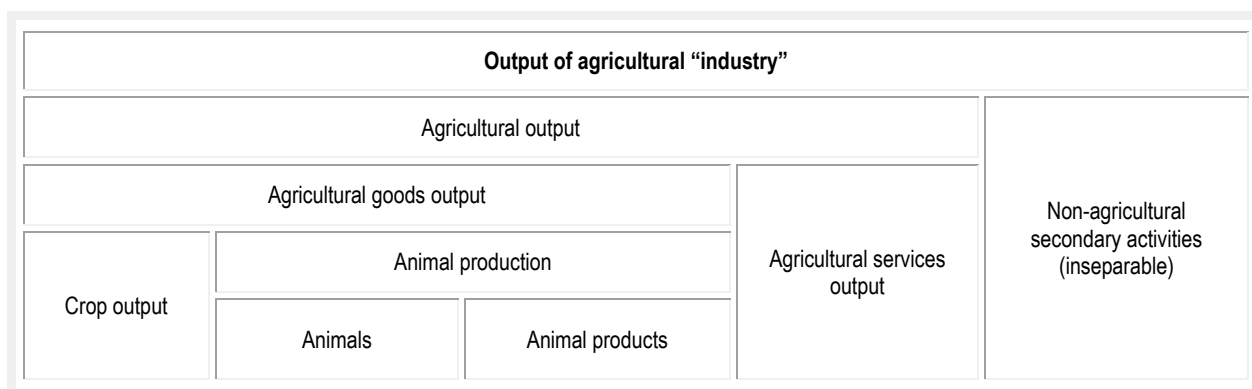 Output of agricultural “industry”
Agricultural output
Agricultural goods output
Non-agricultural
secondary activities
(inseparable)
Animal production
Agricultural services
output
Crop output
Animals
Animal products